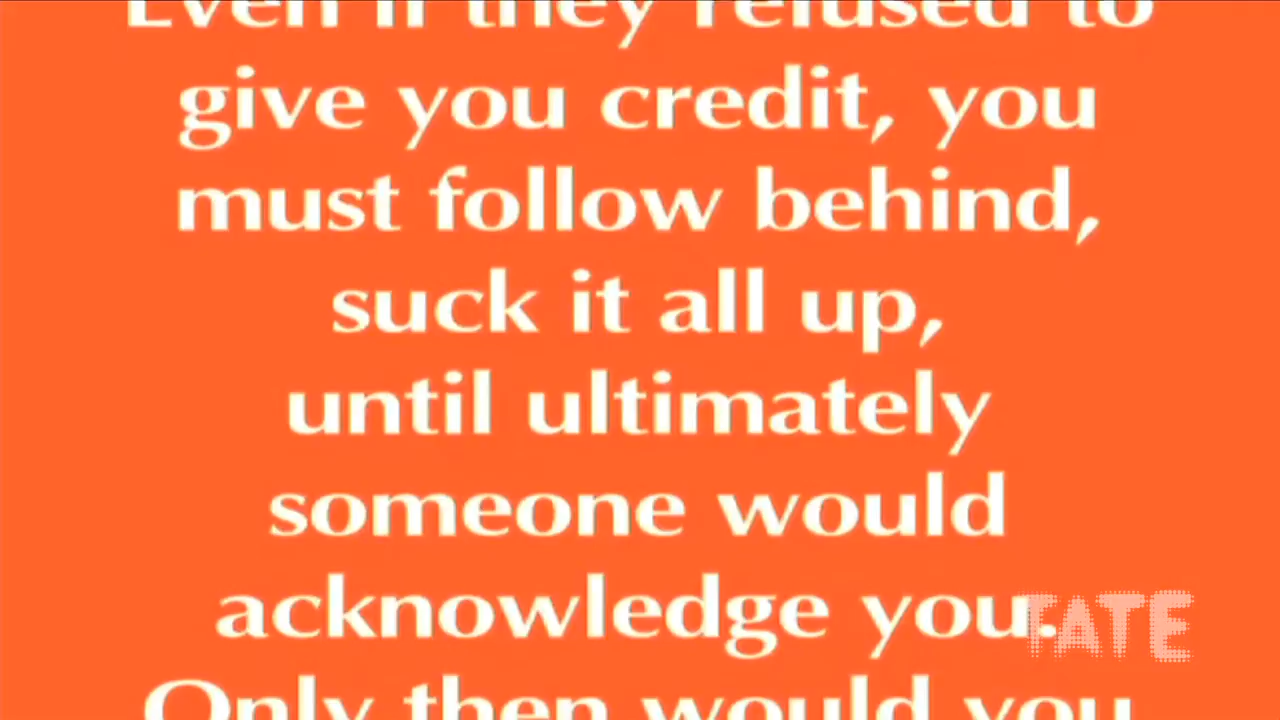 Even if they refused to
give you credit, you
must follow behind,
suck it all up,
until ultimately
someone would
acknowledge you.
TATE
Only then would you